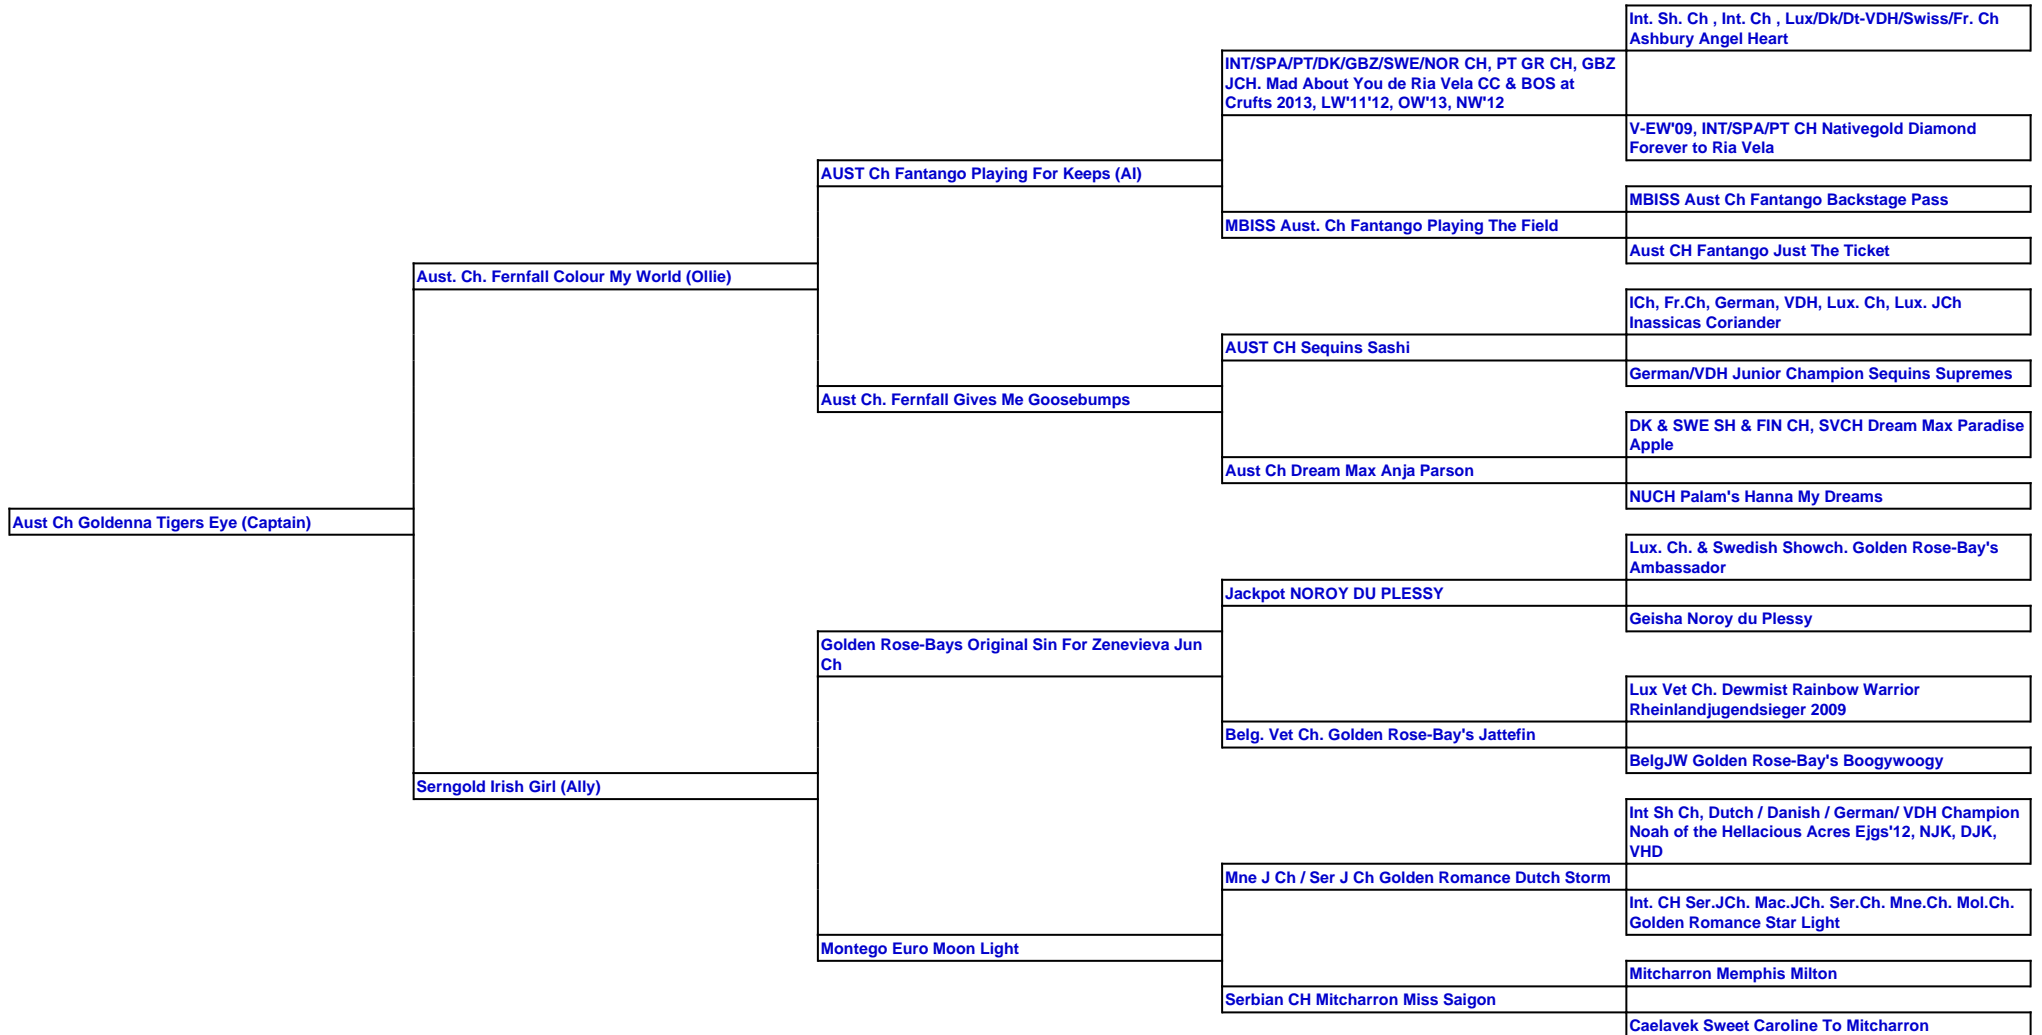 Int. Sh. Ch , Int. Ch , Lux/Dk/Dt-VDH/Swiss/Fr. Ch
Ashbury Angel Heart
INT/SPA/PT/DK/GBZ/SWE/NOR CH, PT GR CH, GBZ
JCH. Mad About You de Ria Vela CC & BOS at
Crufts 2013, LW'11'12, OW'13, NW'12
V-EW'09, INT/SPA/PT CH Nativegold Diamond
Forever to Ria Vela
AUST Ch Fantango Playing For Keeps (AI)
MBISS Aust Ch Fantango Backstage Pass
MBISS Aust. Ch Fantango Playing The Field
Aust CH Fantango Just The Ticket
Aust. Ch. Fernfall Colour My World (Ollie)
ICh, Fr.Ch, German, VDH, Lux. Ch, Lux. JCh
Inassicas Coriander
AUST CH Sequins Sashi
German/VDH Junior Champion Sequins Supremes
Aust Ch. Fernfall Gives Me Goosebumps
DK & SWE SH & FIN CH, SVCH Dream Max Paradise
Apple
Aust Ch Dream Max Anja Parson
NUCH Palam's Hanna My Dreams
Aust Ch Goldenna Tigers Eye (Captain)
Lux. Ch. & Swedish Showch. Golden Rose-Bay's
Ambassador
Jackpot NOROY DU PLESSY
Geisha Noroy du Plessy
Golden Rose-Bays Original Sin For Zenevieva Jun
Ch
Lux Vet Ch. Dewmist Rainbow Warrior
Rheinlandjugendsieger 2009
Belg. Vet Ch. Golden Rose-Bay's Jattefin
BelgJW Golden Rose-Bay's Boogywoogy
Serngold Irish Girl (Ally)
Int Sh Ch, Dutch / Danish / German/ VDH Champion
Noah of the Hellacious Acres Ejgs'12, NJK, DJK,
VHD
Mne J Ch / Ser J Ch Golden Romance Dutch Storm
Int. CH Ser.JCh. Mac.JCh. Ser.Ch. Mne.Ch. Mol.Ch.
Golden Romance Star Light
Montego Euro Moon Light
Mitcharron Memphis Milton
Serbian CH Mitcharron Miss Saigon
Caelavek Sweet Caroline To Mitcharron